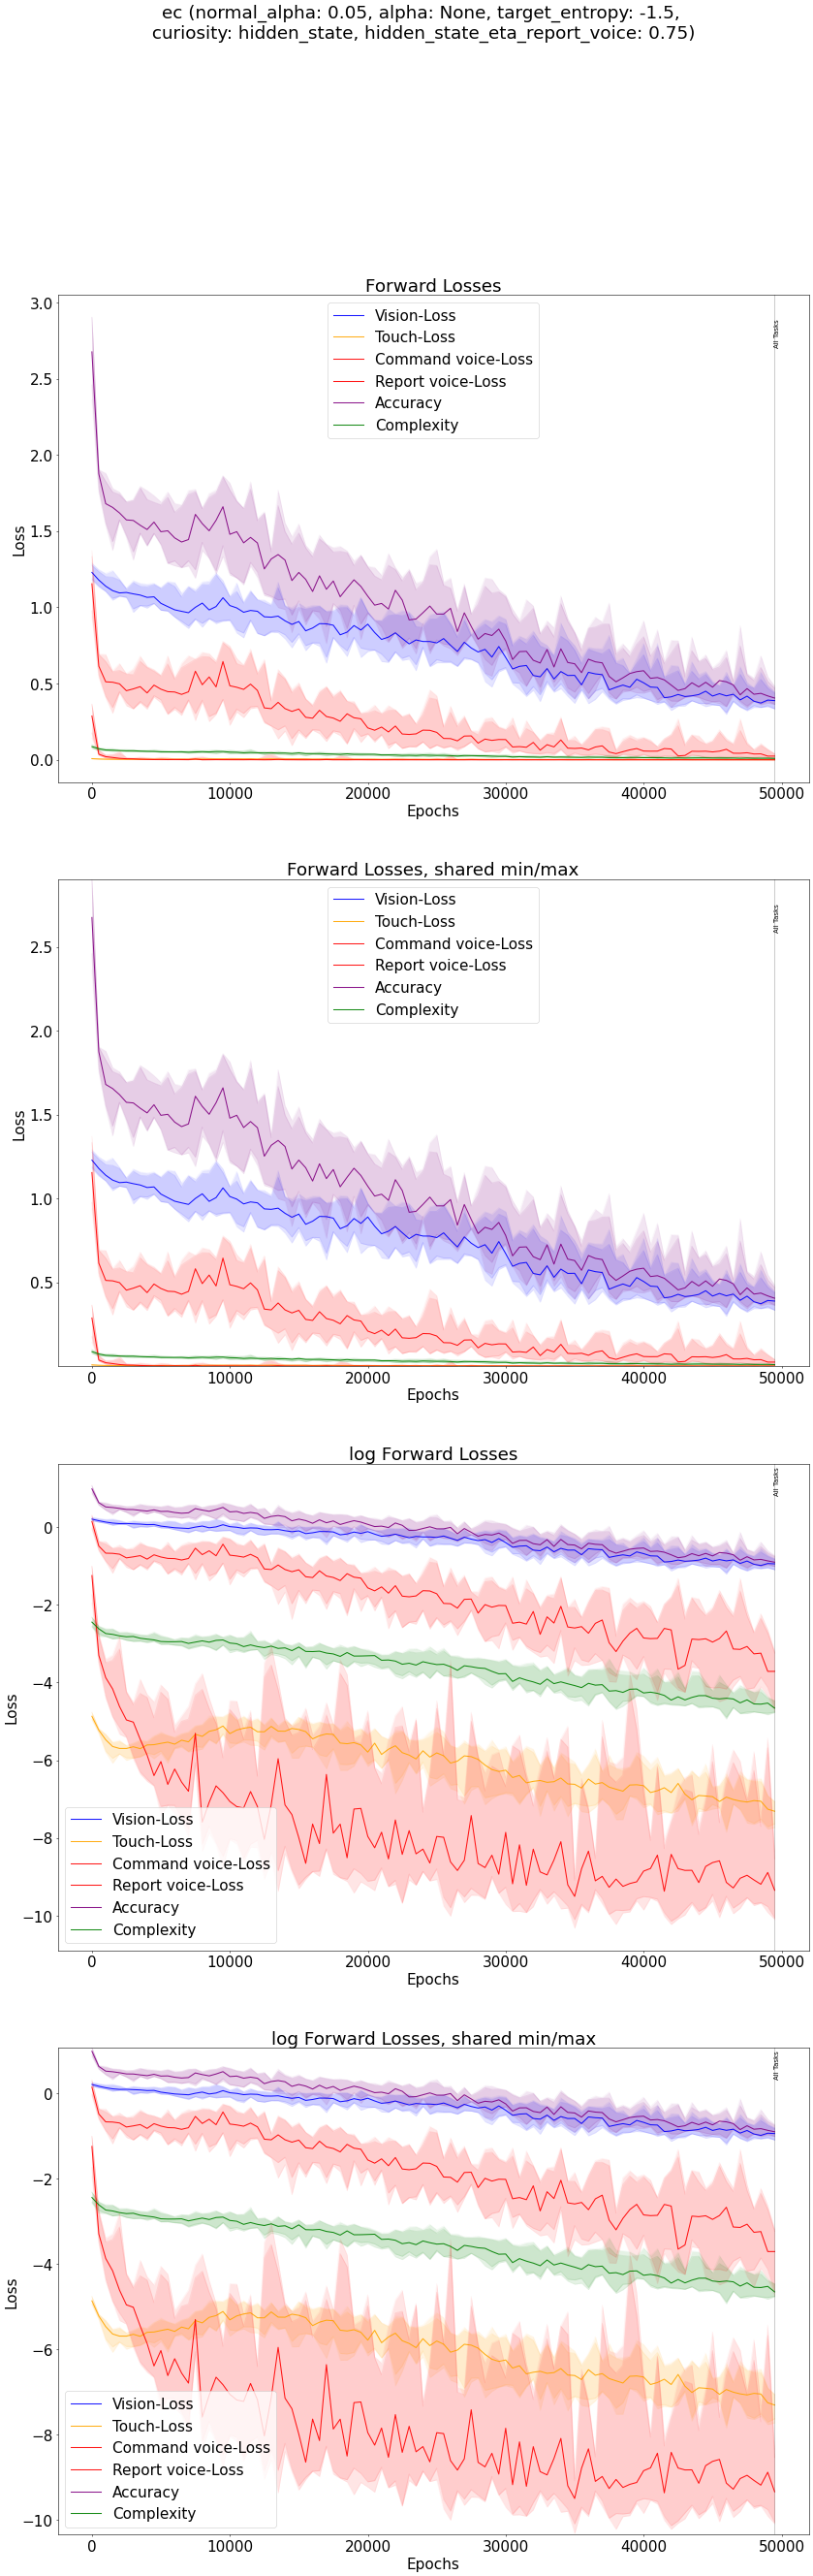 ec (normal_alpha: 0.05, alpha: None, target_entropy: -1.5,
curiosity: hidden_state, hidden_state_eta_report_voice: 0.75)
Forward Losses
3.0
2.5
2.0
1.5
1.0
0.5
0.0
Loss
Vision-Loss
Touch-Loss
Command voice-Loss
Report voice-Loss
Accuracy
Complexity
All Tasks
0 10000 20000 30000 40000 50000
Epochs
Forward Losses, shared min/max
2.5
2.0
1.5
1.0
0.5
Loss
Vision-Loss
Touch-Loss
Command voice-Loss
Report voice-Loss
Accuracy
Complexity
All Tasks
0 10000 20000 30000 40000 50000
Epochs
log Forward Losses
0
−2
−4
−6
−8
−10
Loss
All Tasks
Vision-Loss
Touch-Loss
Command voice-Loss
Report voice-Loss
Accuracy
Complexity
0 10000 20000 30000 40000 50000
Epochs
log Forward Losses, shared min/max
0
−2
−4
−6
−8
−10
Loss
All Tasks
Vision-Loss
Touch-Loss
Command voice-Loss
Report voice-Loss
Accuracy
Complexity
0 10000 20000 30000 40000 50000
Epochs